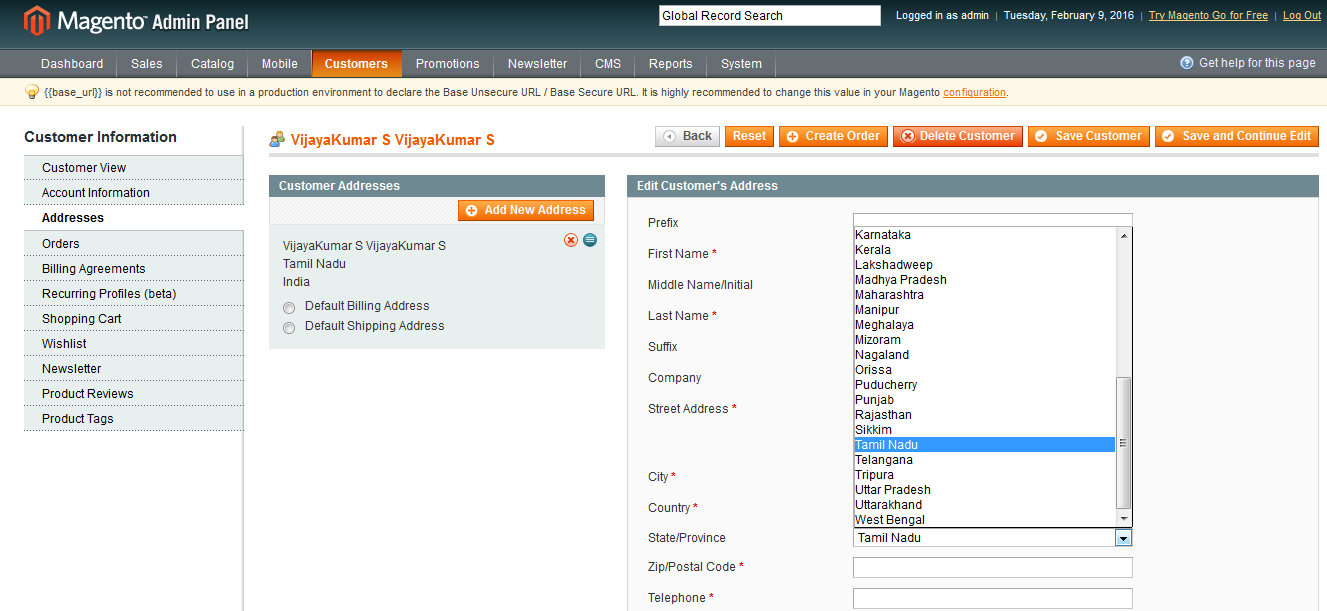 Magento Admin Panel
Global Record Search
Logged in as admin | Tuesday, February 9, 2016 | Try Magento Go for Free | Log Out
Dashboard Sales Catalog Mobile Customers Promotions Newsletter CMS Reports System
Get help for this page
{{base_url}} is not recommended to use in a production environment to declare the Base Unsecure URL / Base Secure URL. It is highly recommended to change this value in your Magento configuration.
Customer Information
Customer View
Account Information
Addresses
Orders
Billing Agreements
Recurring Profiles (beta)
Shopping Cart
Wishlist
Newsletter
Product Reviews
Product Tags
VijayaKumar S VijayaKumar S
Back Reset Create Order Delete Customer Save Customer Save and Continue Edit
Customer Addresses
Add New Address
VijayaKumar S VijayaKumar S
Tamil Nadu
India
Default Billing Address
Default Shipping Address
Edit Customer's Address
Prefix
First Name *
Middle Name/Initial
Last Name *
Suffix
Company
Street Address *
City *
Country *
State/Province
Zip/Postal Code *
Telephone *
Karnataka
Kerala
Lakshadweep
Madhya Pradesh
Maharashtra
Manipur
Meghalaya
Mizoram
Nagaland
Orissa
Puducherry
Punjab
Rajasthan
Sikkim
Tamil Nadu
Telangana
Tripura
Uttar Pradesh
Uttarakhand
West Bengal
Tamil Nadu